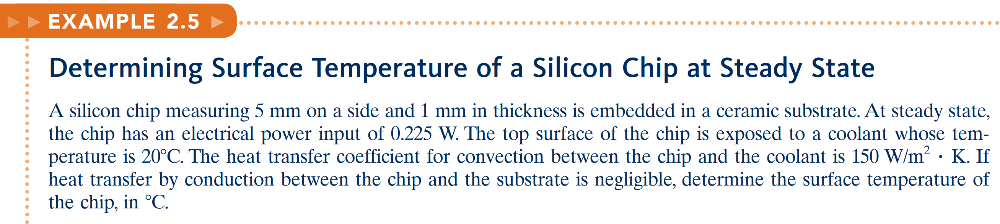 EXAMPLE 2.5
Determining Surface Temperature of a Silicon Chip at Steady State
A silicon chip measuring 5 mm on a side and 1 mm in thickness is embedded in a ceramic substrate. At steady state,
the chip has an electrical power input of 0.225 W. The top surface of the chip is exposed to a coolant whose tem-
perature is 20°C. The heat transfer coefficient for convection between the chip and the coolant is 150 W/m² · K. If
heat transfer by conduction between the chip and the substrate is negligible, determine the surface temperature of
the chip, in °C.